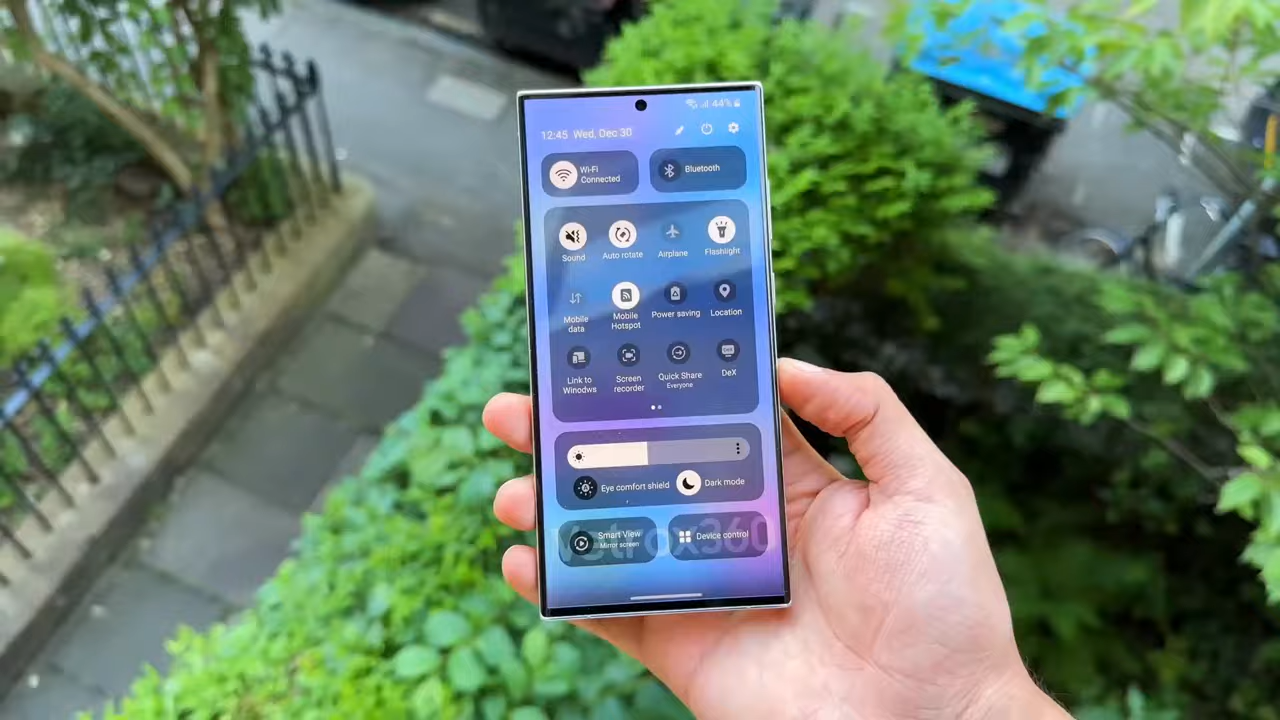 44%
12:45 Wed, Dec 30
Wi-Fi
Connected
Bluetooth
Sound
Auto rotate
Airplane
Flashlight
Mobile
data
Mobile
Hotspot
Power saving
Location
Link to
Winodws
Screen
recorder
Quick Share
Everyone
DeX
Eye comfort shield
Dark mode
Smart View
Mirror screen
Device control